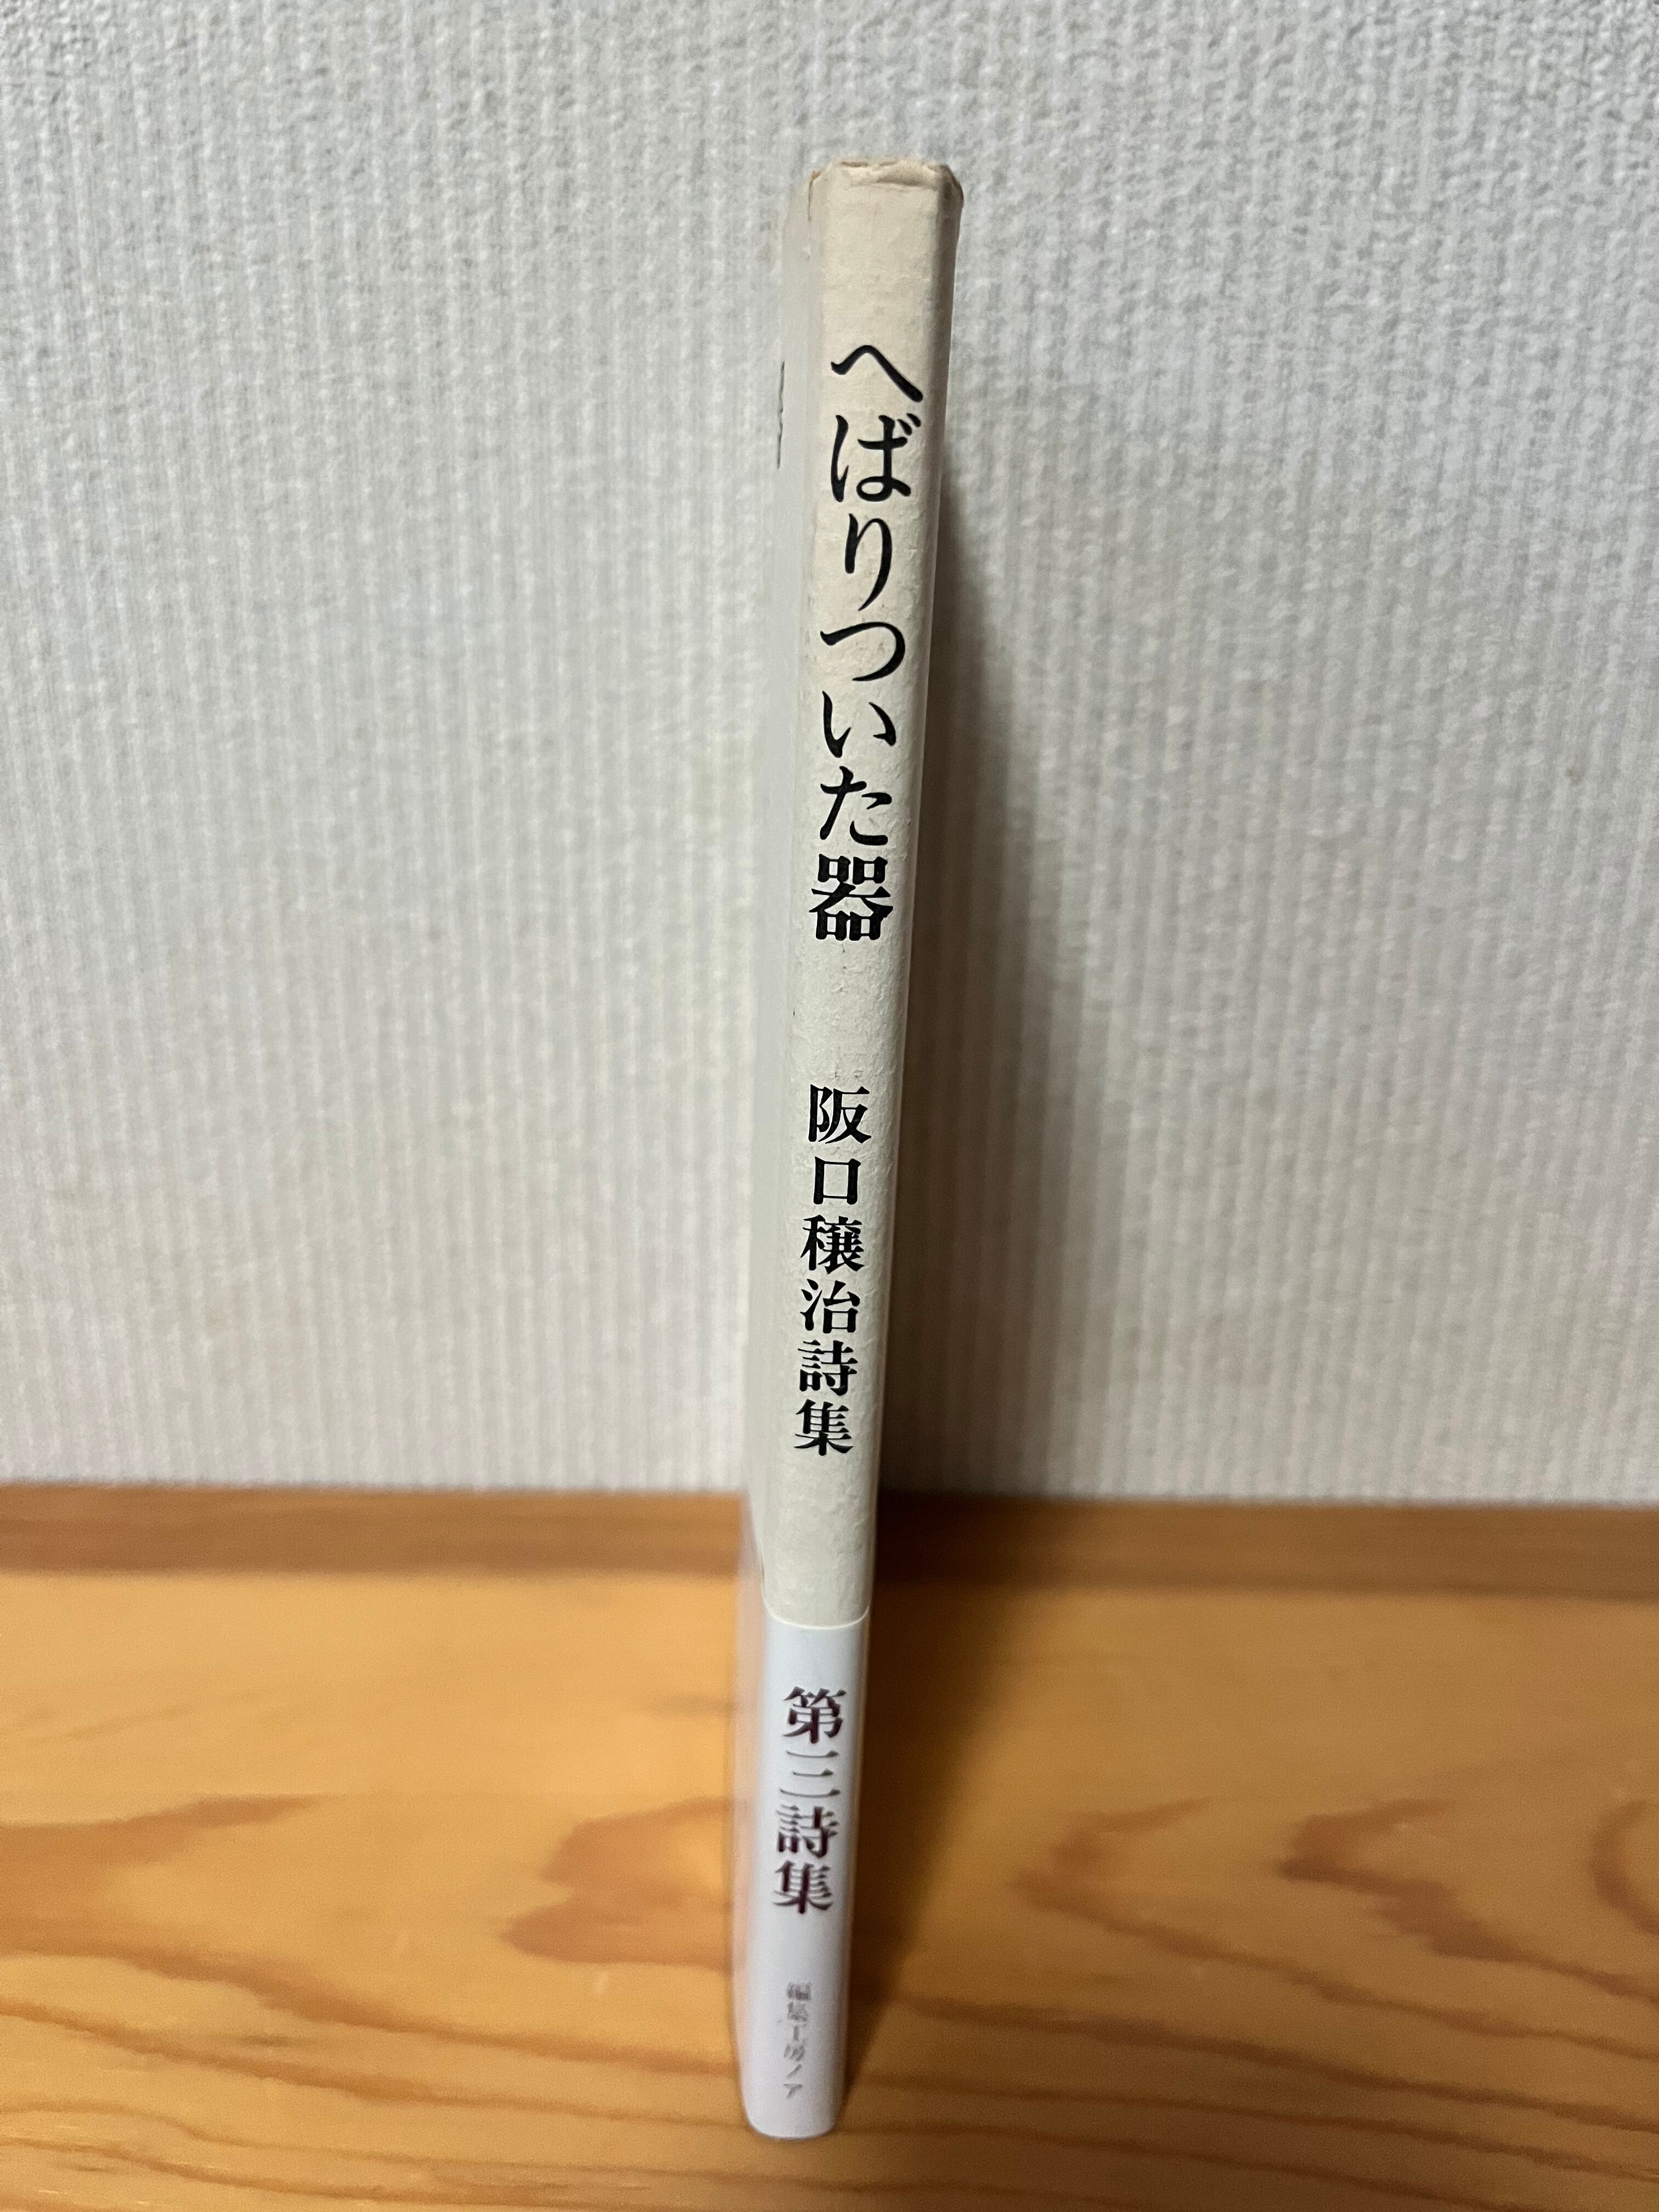 へばりついた器
阪口穰治詩集
第三詩集
編集工房ノア